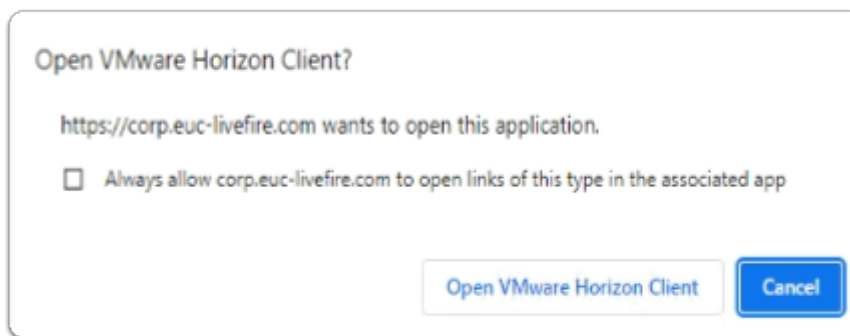 Open VMware Horizon Client?
https://corp.euc-livefire.com wants to open this application.
Always allow corp.euc-livefire.com to open links of this type in the associated app
Open VMware Horizon Client
Cancel